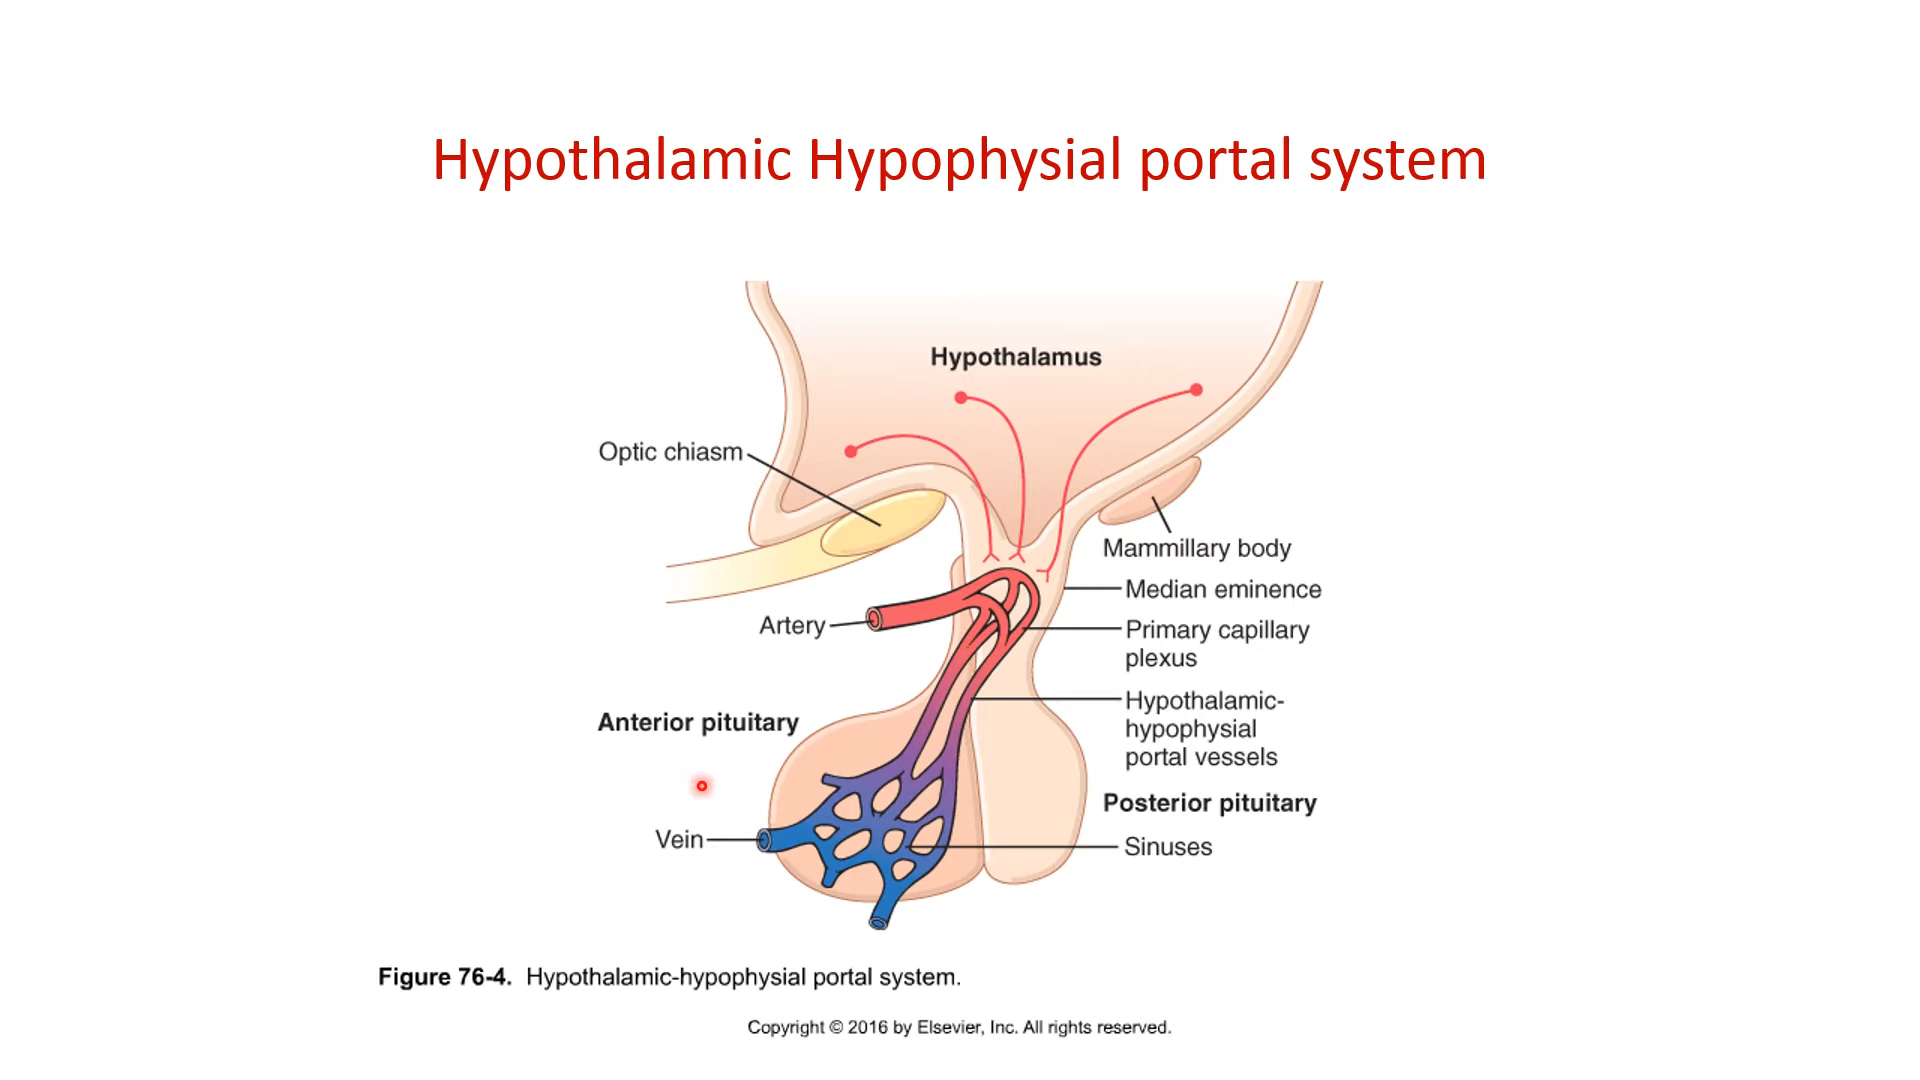 Hypothalamic Hypophysial portal system
Hypothalamus
Optic chiasm
Mammillary body
Median eminence
Artery
Primary capillary
plexus
Hypothalamic-
hypophysial
portal vessels
Anterior pituitary
Posterior pituitary
Vein
Sinuses
Figure 76-4. Hypothalamic-hypophysial portal system.
Copyright © 2016 by Elsevier, Inc. All rights reserved.